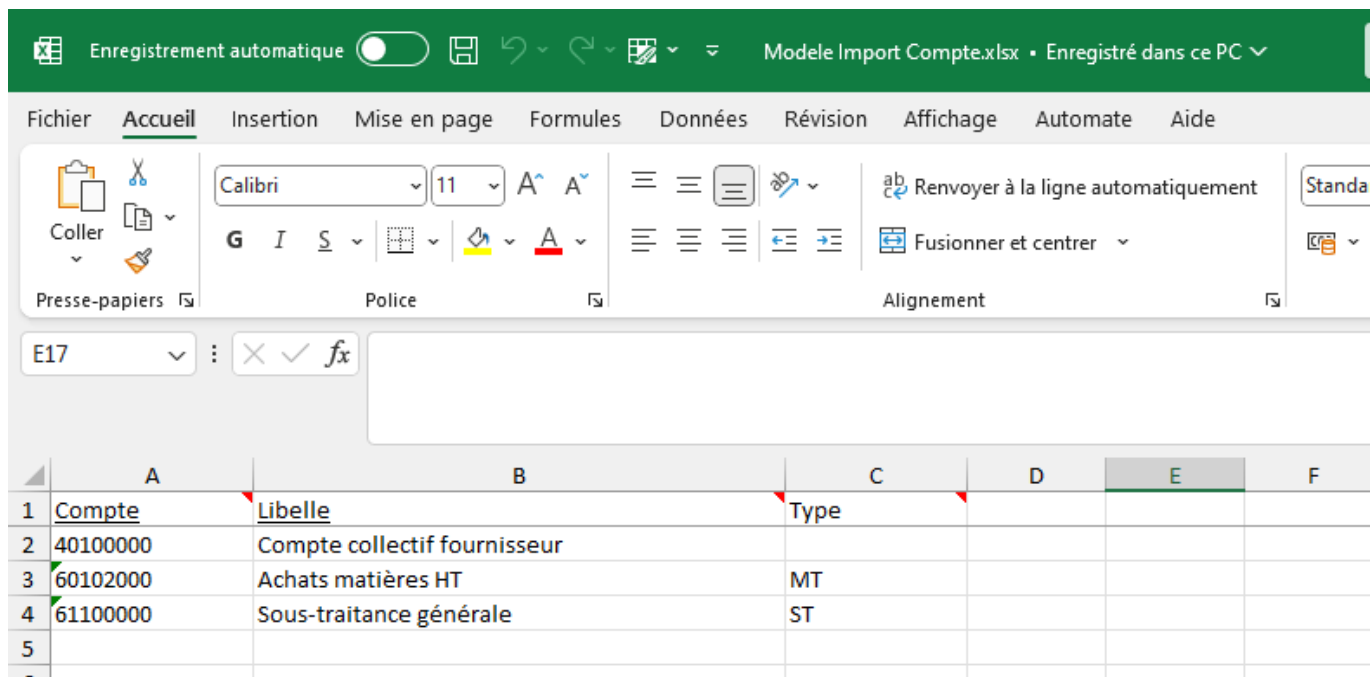 Enregistrement automatique Modele Import Compte.xlsx • Enregistré dans ce PC
Fichier Accueil Insertion Mise en page Formules Données Révision Affichage Automate Aide
Coller
Calibri 11 A A
ab c Renvoyer à la ligne automatiquement
Standa
G I S A
Fusionner et centrer
Presse-papiers Police Alignement
E17 fx
A B C D E F
1 Compte Libelle Type
2 40100000 Compte collectif fournisseur
3 60102000 Achats matières HT MT
4 61100000 Sous-traitance générale ST
5